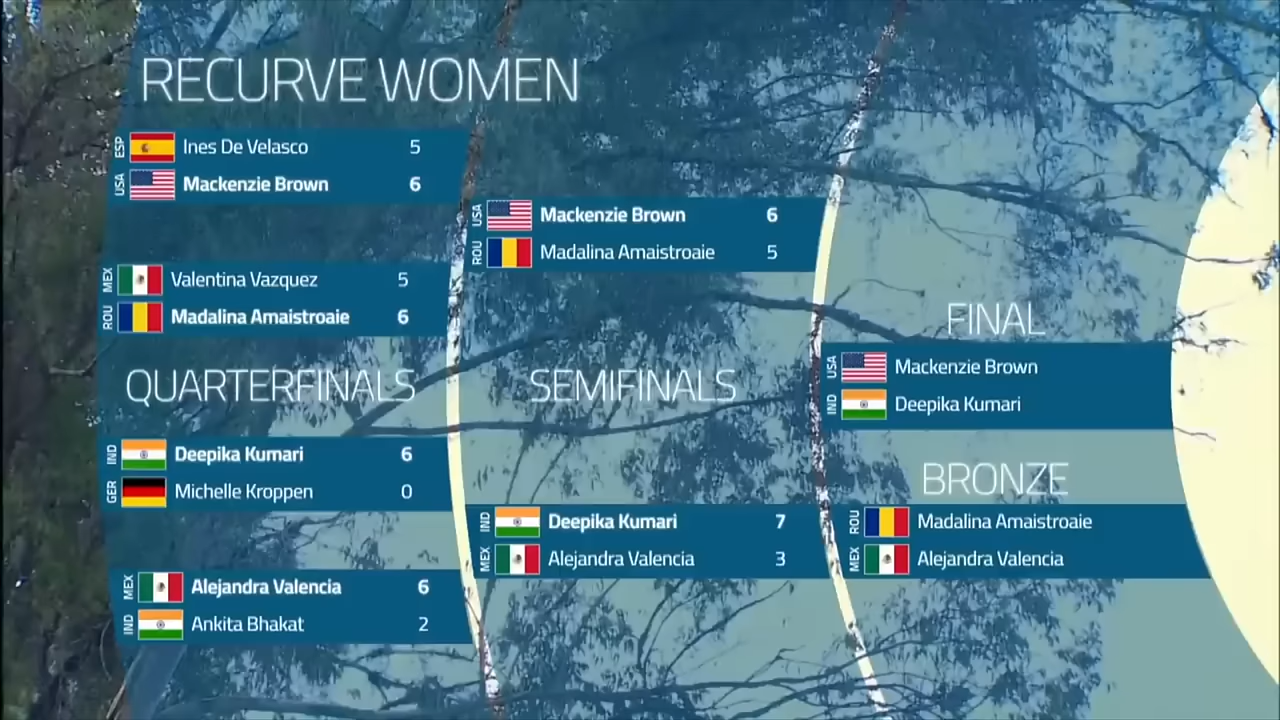 RECURVE WOMEN
ESP Ines De Velasco 5
USA Mackenzie Brown 6
MEX Valentina Vazquez 5
ROU Madalina Amaistroaie 6
QUARTERFINALS
IND Deepika Kumari 6
GER Michelle Kroppen 0
MEX Alejandra Valencia 6
IND Ankita Bhakat 2
USA Mackenzie Brown 6
ROU Madalina Amaistroaie 5
SEMIFINALS
IND Deepika Kumari 7
MEX Alejandra Valencia 3
FINAL
USA Mackenzie Brown
IND Deepika Kumari
BRONZE
ROU Madalina Amaistroaie
MEX Alejandra Valencia